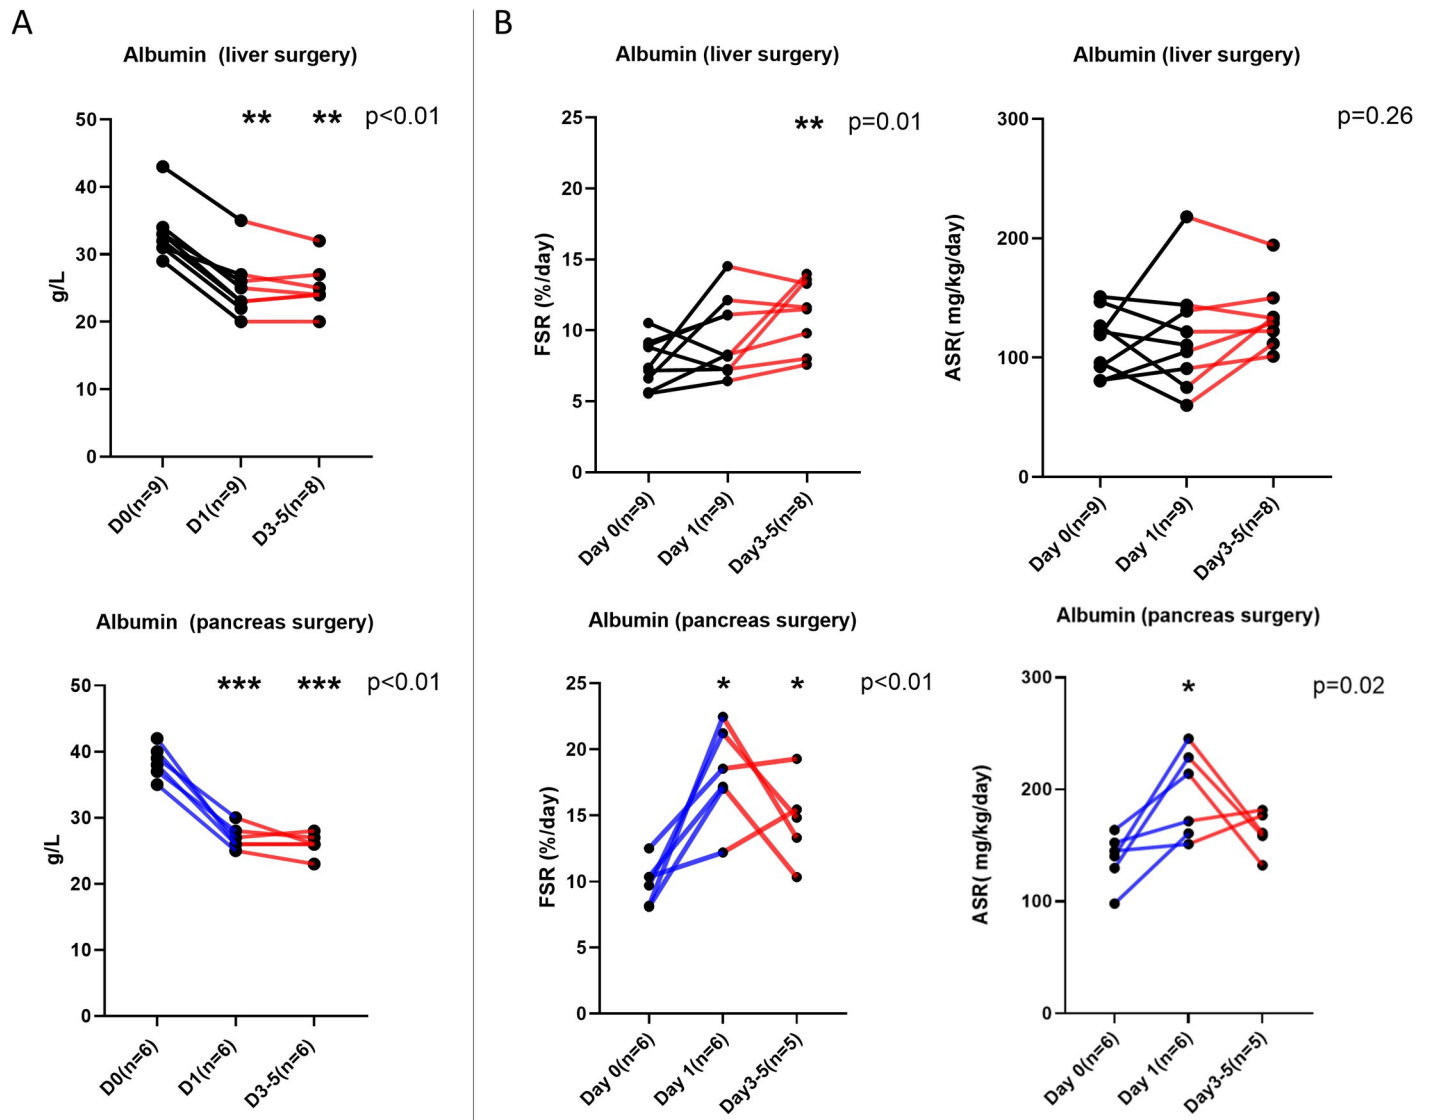 A
Albumin  (liver surgery)
** ** p<0.01
50
40
30
20
10
0
g/L
D0(n=9)
D1(n=9)
D3-5(n=8)
Albumin  (pancreas surgery)
*** *** p<0.01
50
40
30
20
10
0
g/L
D0(n=6)
D1(n=6)
D3-5(n=6)
B
Albumin (liver surgery)
** p=0.01
25
20
15
10
5
0
FSR (%/day)
Day 0(n=9)
Day 1(n=9)
Day3-5(n=8)
Albumin (liver surgery)
p=0.26
300
200
100
0
ASR( mg/kg/day)
Day 0(n=9)
Day 1(n=9)
Day3-5(n=8)
Albumin (pancreas surgery)
* * p<0.01
25
20
15
10
5
0
FSR (%/day)
Day 0(n=6)
Day 1(n=6)
Day3-5(n=5)
Albumin (pancreas surgery)
* p=0.02
300
200
100
0
ASR( mg/kg/day)
Day 0(n=6)
Day 1(n=6)
Day3-5(n=5)